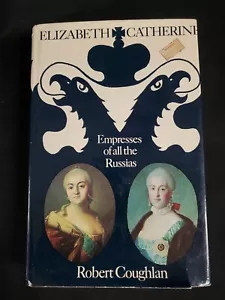 ELIZABETH CATHERINE
Empresses
of all the
Russias
Robert Coughlan